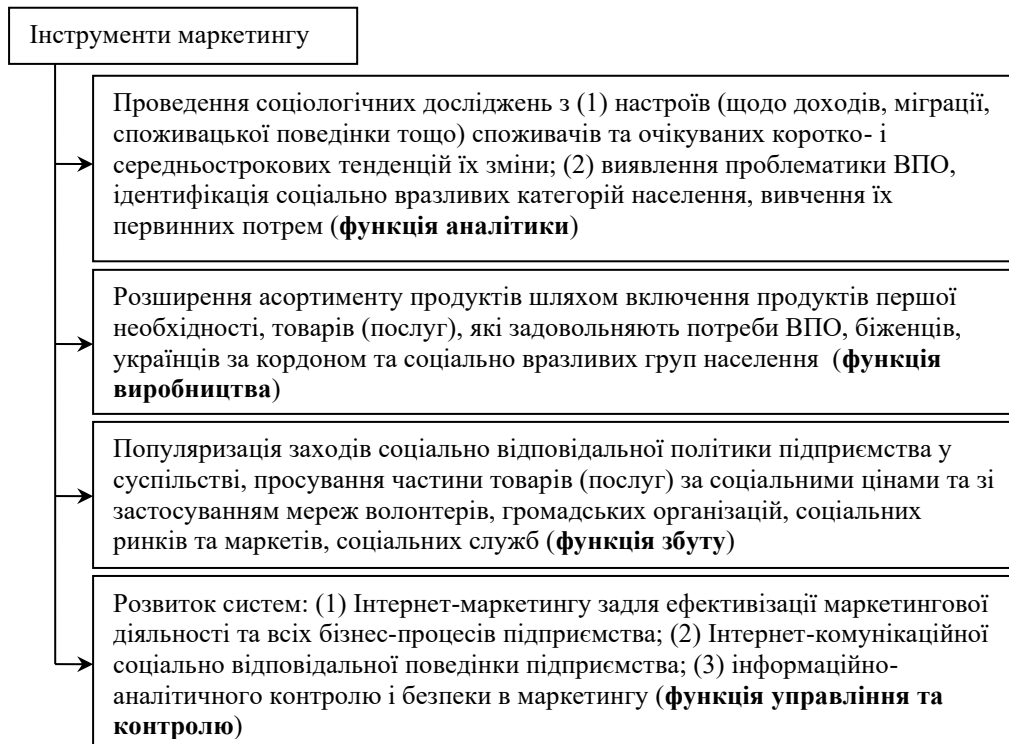 Інструменти маркетингу
Проведення соціологічних досліджень з (1) настроїв (щодо доходів, міграції,
споживацької поведінки тощо) споживачів та очікуваних коротко- і
середньострокових тенденцій їх зміни; (2) виявлення проблематики ВПО,
ідентифікація соціально вразливих категорій населення, вивчення їх
первинних потрем (функція аналітики)
Розширення асортименту продуктів шляхом включення продуктів першої
необхідності, товарів (послуг), які задовольняють потреби ВПО, біженців,
українців за кордоном та соціально вразливих груп населення (функція
виробництва)
Популяризація заходів соціально відповідальної політики підприємства у
суспільстві, просування частини товарів (послуг) за соціальними цінами та зі
застосуванням мереж волонтерів, громадських організацій, соціальних
ринків та маркетів, соціальних служб (функція збуту)
Розвиток систем: (1) Інтернет-маркетингу задля ефективізації маркетингової
діяльності та всіх бізнес-процесів підприємства; (2) Інтернет-комунікаційної
соціально відповідальної поведінки підприємства; (3) інформаційно-
аналітичного контролю і безпеки в маркетингу (функція управління та
контролю)